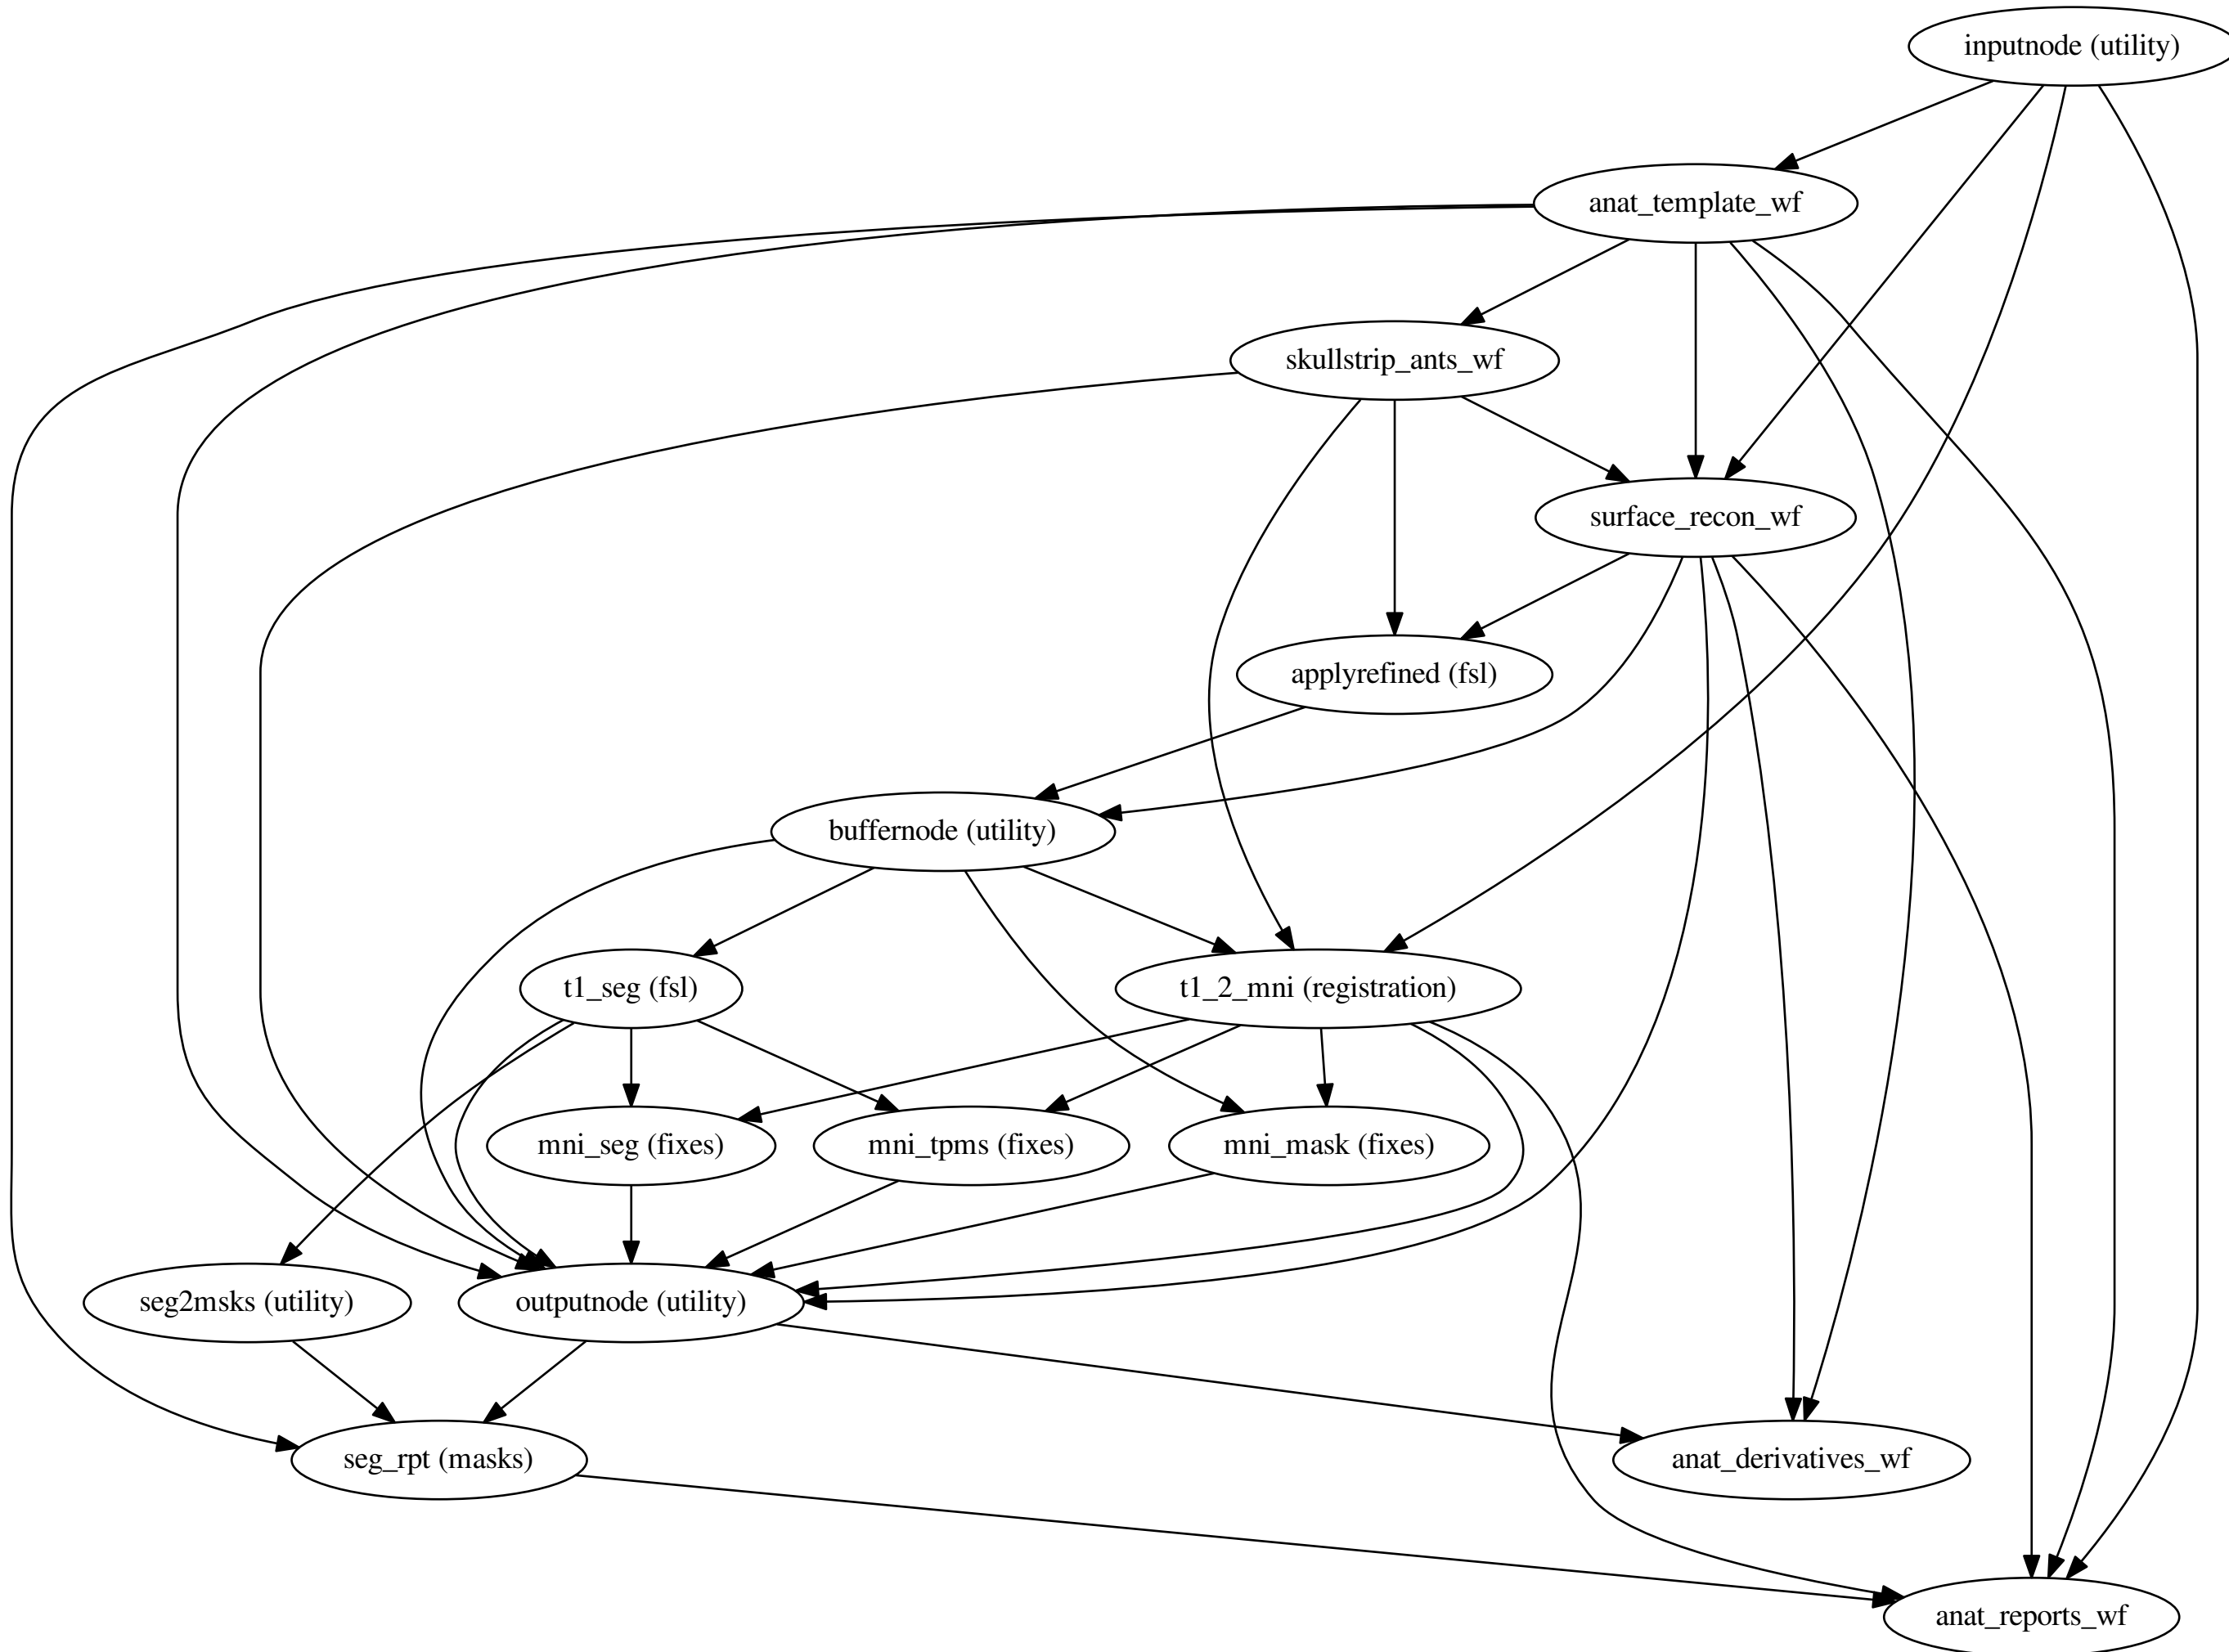 inputnode (utility)
anat_template_wf
skullstrip_ants_wf
surface_recon_wf
applyrefined (fsl)
buffernode (utility)
t1_seg (fsl)
t1_2_mni (registration)
mni_seg (fixes)
mni_tpms (fixes)
mni_mask (fixes)
seg2msks (utility)
outputnode (utility)
seg_rpt (masks)
anat_derivatives_wf
anat_reports_wf